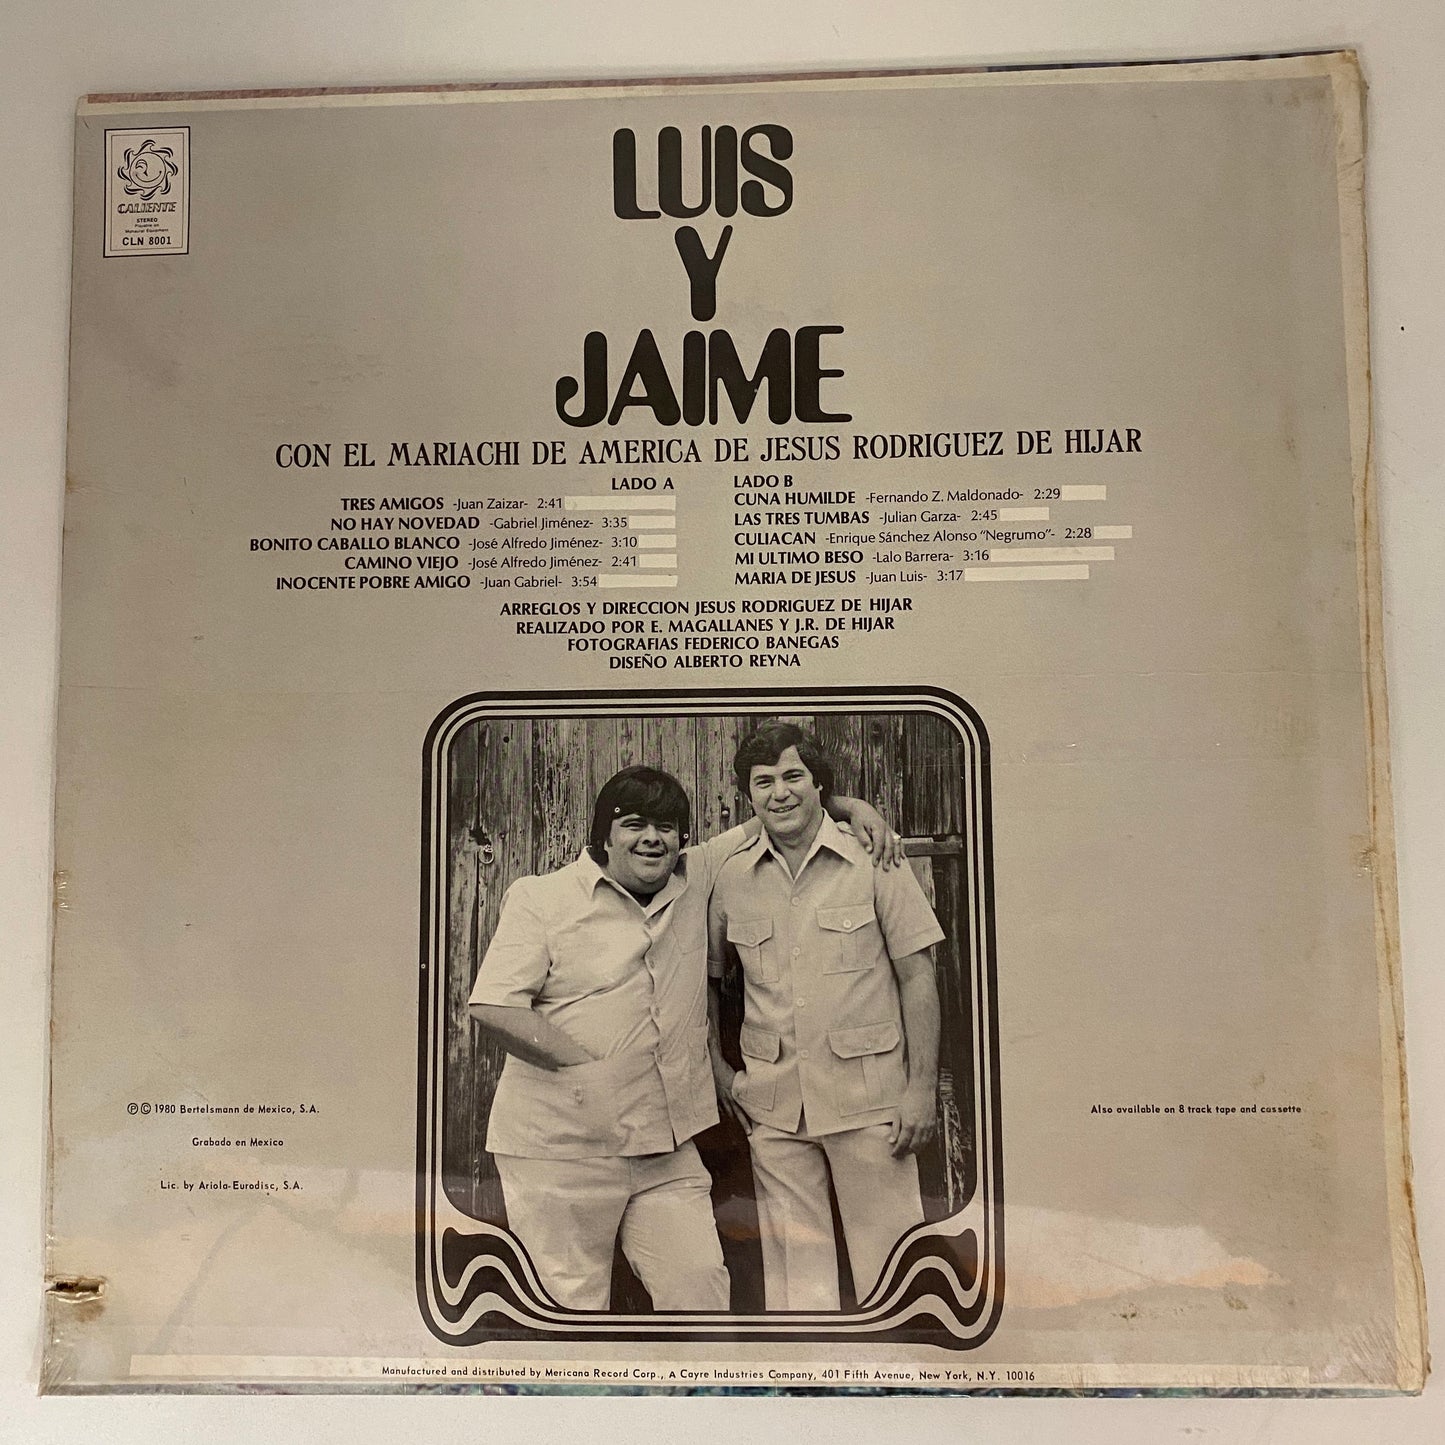 CALIENTE
STEREO
Playable on
Monaural Equipment
CLN 8001
LUIS
Y
JAIME
CON EL MARIACHI DE AMERICA DE JESUS RODRIGUEZ DE HIJAR
LADO A
TRES AMIGOS -Juan Zaizar- 2:41
NO HAY NOVEDAD -Gabriel Jiménez- 3:35
BONITO CABALLO BLANCO -José Alfredo Jiménez- 3:10
CAMINO VIEJO -José Alfredo Jiménez- 2:41
INOCENTE POBRE AMIGO -Juan Gabriel- 3:54
LADO B
CUNA HUMILDE -Fernando Z. Maldonado- 2:29
LAS TRES TUMBAS -Julian Garza- 2:45
CULIACAN -Enrique Sánchez Alonso "Negrumo"- 2:28
MI ULTIMO BESO -Lalo Barrera- 3:16
MARIA DE JESUS -Juan Luis- 3:17
ARREGLOS Y DIRECCION JESUS RODRIGUEZ DE HIJAR
REALIZADO POR E. MAGALLANES Y J.R. DE HIJAR
FOTOGRAFIAS FEDERICO BANEGAS
DISEÑO ALBERTO REYNA
℗© 1980 Bertelsmann de Mexico, S.A.
Grabado en Mexico
Lic. by Ariola-Eurodisc, S.A.
Also available on 8 track tape and cassette
Manufactured and distributed by Mericana Record Corp., A Cayre Industries Company, 401 Fifth Avenue, New York, N.Y. 10016